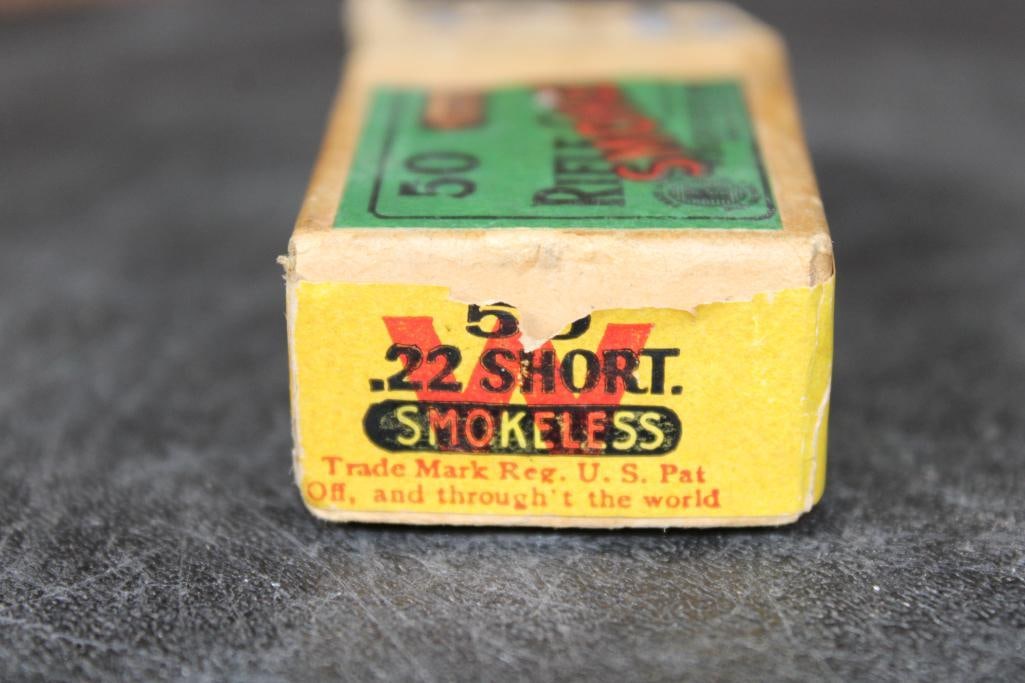 50
RIFLE
50
.22 SHORT.
SMOKELESS
Trade Mark Reg. U. S. Pat
Off, and through't the world
W